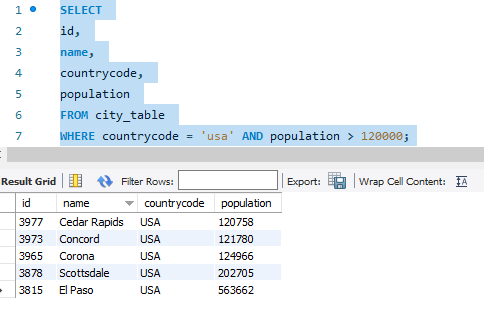 1 SELECT
2 id,
3 name,
4 countrycode,
5 population
6 FROM city_table
7 WHERE countrycode = 'usa' AND population > 120000;
Result Grid Filter Rows: Export: Wrap Cell Content:
id name countrycode population
3977 Cedar Rapids USA 120758
3973 Concord USA 121780
3965 Corona USA 124966
3878 Scottsdale USA 202705
3815 El Paso USA 563662